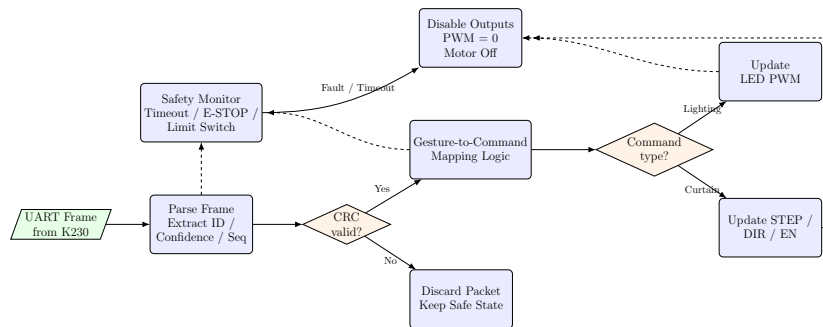 Disable Outputs
PWM = 0
Motor Off
Update
LED PWM
Safety Monitor
Timeout / E-STOP /
Limit Switch
Fault / Timeout
Lighting
Gesture-to-Command
Mapping Logic
Command
type?
Yes
Curtain
Parse Frame
Extract ID /
Confidence / Seq
UART Frame
from K230
CRC
valid?
Update STEP /
DIR / EN
No
Discard Packet
Keep Safe State